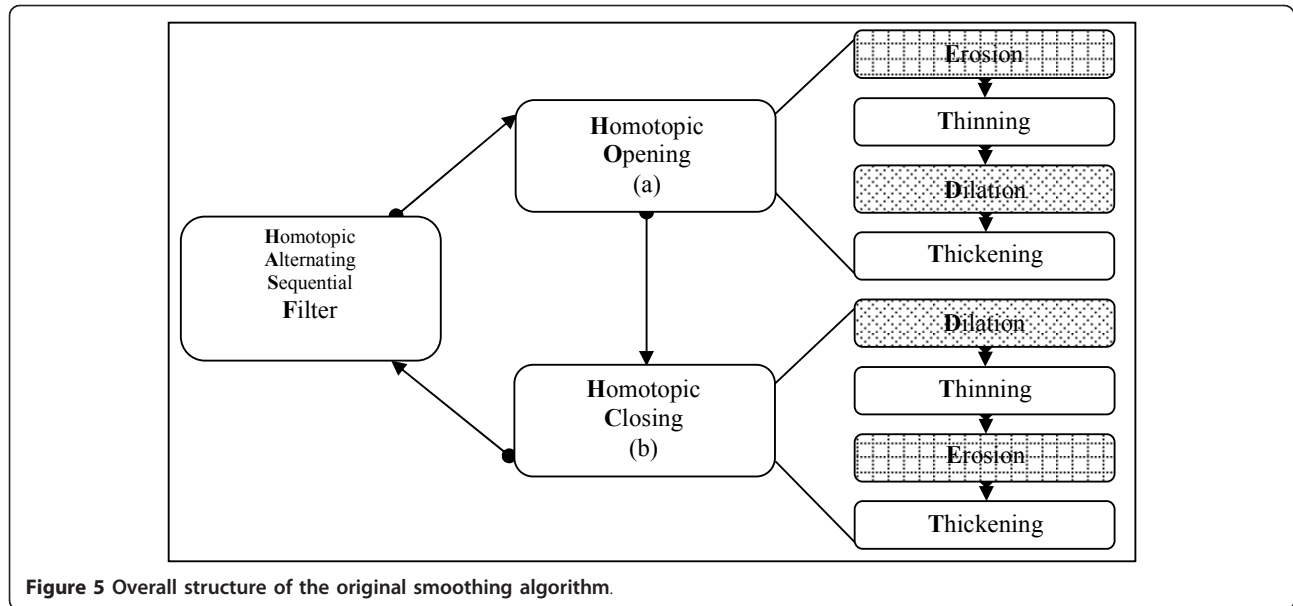 Homotopic
Alternating
Sequential
Filter
Homotopic
Opening
(a)
Homotopic
Closing
(b)
Erosion
Thinning
Dilation
Thickening
Dilation
Thinning
Erosion
Thickening
Figure 5 Overall structure of the original smoothing algorithm.